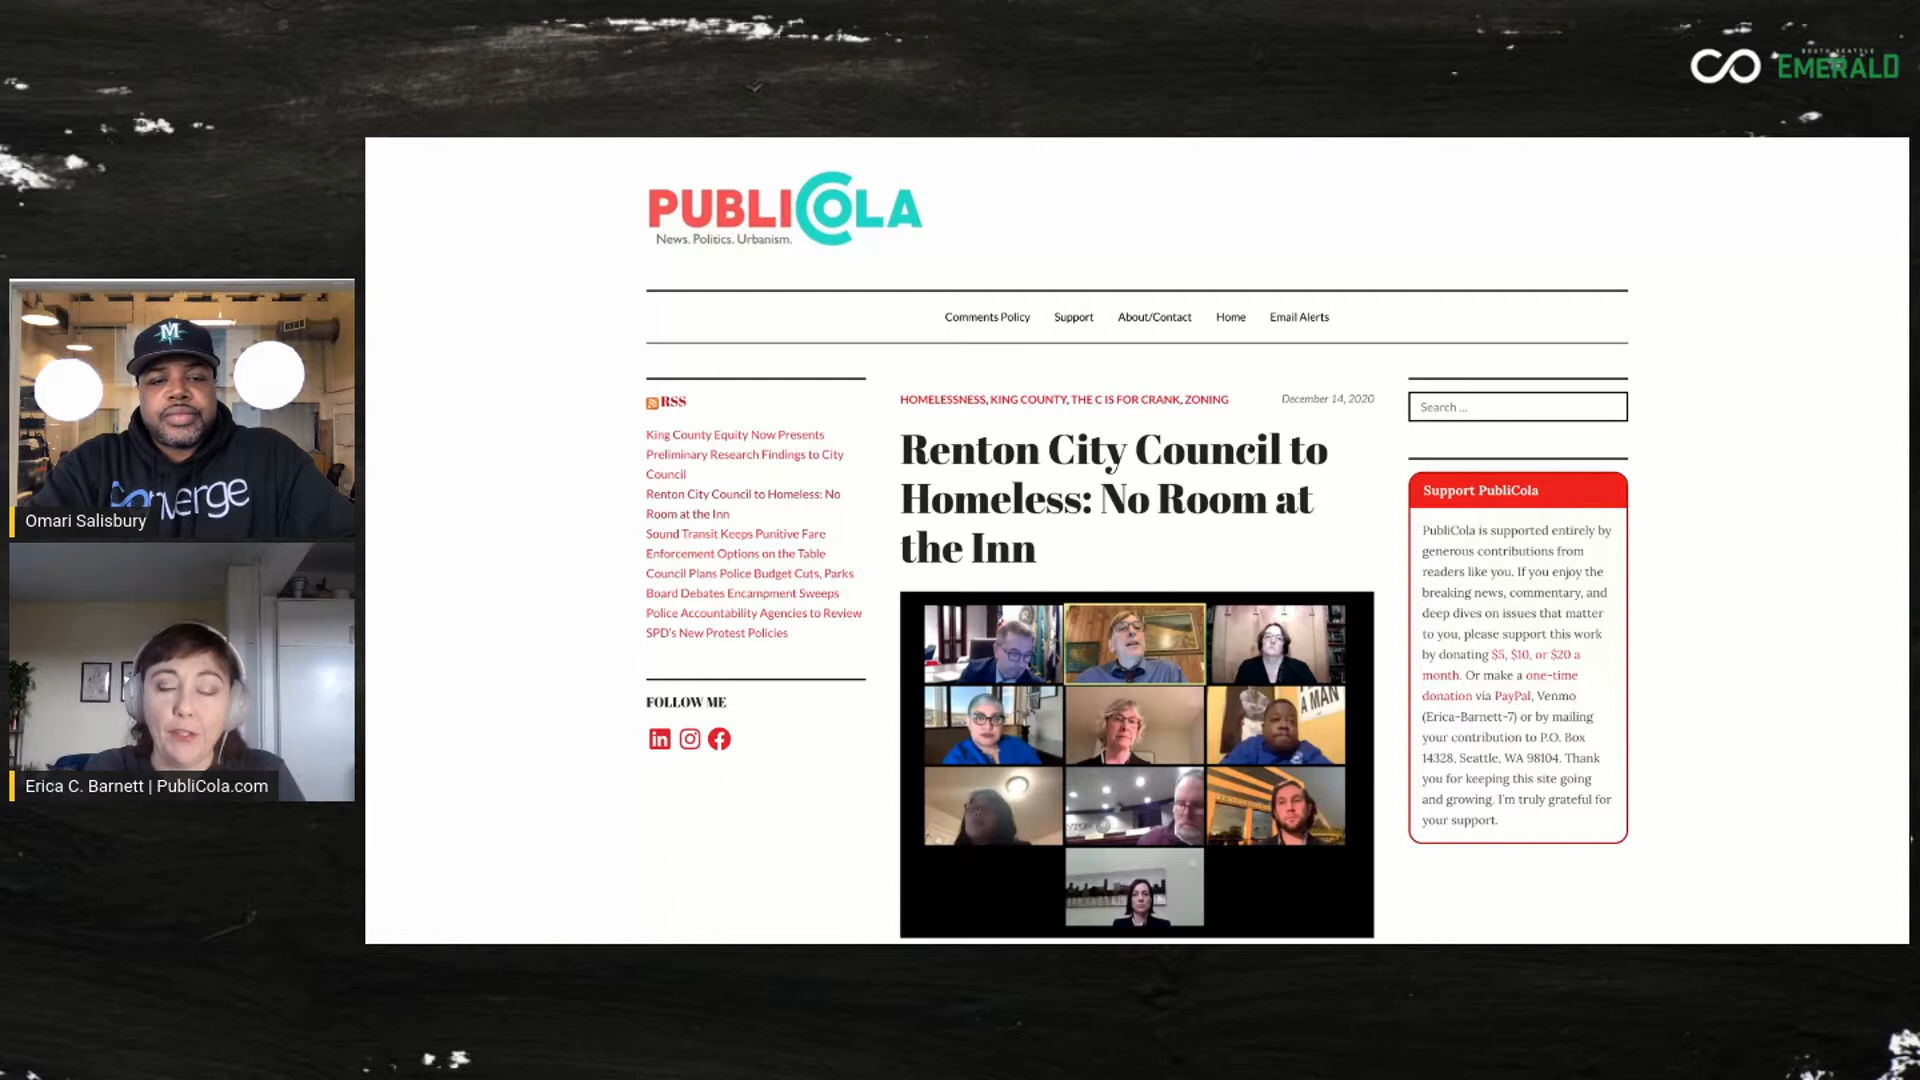 SOUTH SEATTLE
EMERALD
PUBLICOLA
News. Politics. Urbanism.
Comments Policy
Support
About/Contact
Home
Email Alerts
RSS
King County Equity Now Presents
Preliminary Research Findings to City
Council
Renton City Council to Homeless: No
Room at the Inn
Sound Transit Keeps Punitive Fare
Enforcement Options on the Table
Council Plans Police Budget Cuts, Parks
Board Debates Encampment Sweeps
Police Accountability Agencies to Review
SPD's New Protest Policies
FOLLOW ME
HOMELESSNESS, KING COUNTY, THE C IS FOR CRANK, ZONING
December 14, 2020
Renton City Council to
Homeless: No Room at
the Inn
A MAN
Search ...
Support PubliCola
PubliCola is supported entirely by
generous contributions from
readers like you. If you enjoy the
breaking news, commentary, and
deep dives on issues that matter
to you, please support this work
by donating $5, $10, or $20 a
month. Or make a one-time
donation via PayPal, Venmo
(Erica-Barnett-7) or by mailing
your contribution to P.O. Box
14328, Seattle, WA 98104. Thank
you for keeping this site going
and growing. I'm truly grateful for
your support.
M
Converge
Omari Salisbury
Erica C. Barnett | PubliCola.com